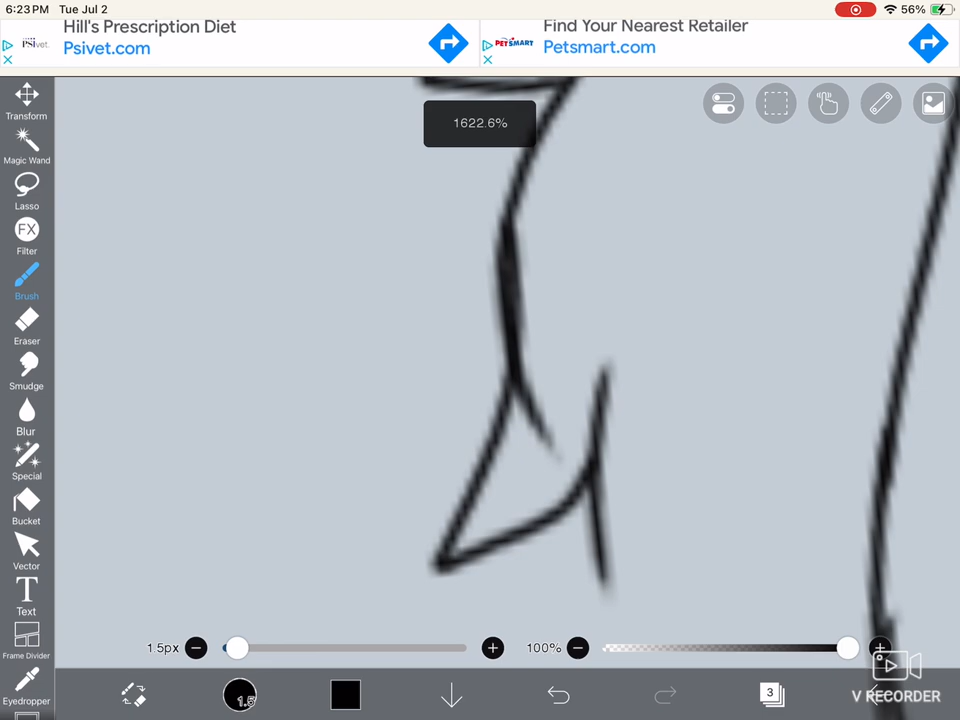 6:23 PM Tue Jul 2
56%
Hill's Prescription Diet
PSIvet.
Psivet.com
Find Your Nearest Retailer
PETSMART
Petsmart.com
Transform
1622.6%
Magic Wand
Lasso
FX
Filter
Brush
Eraser
Smudge
Blur
Special
Bucket
Vector
T
Text
Frame Divider
Eyedropper
1.5px
100%
1.5
3
V RECORDER